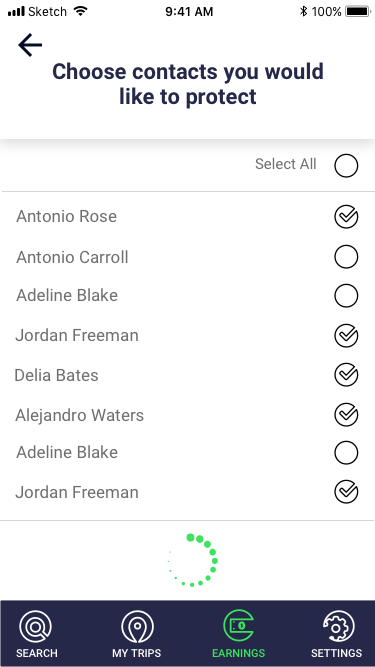 Sketch 9:41 AM 100%
Choose contacts you would
like to protect
Select All
Antonio Rose
Antonio Carroll
Adeline Blake
Jordan Freeman
Delia Bates
Alejandro Waters
Adeline Blake
Jordan Freeman
SEARCH MY TRIPS EARNINGS SETTINGS